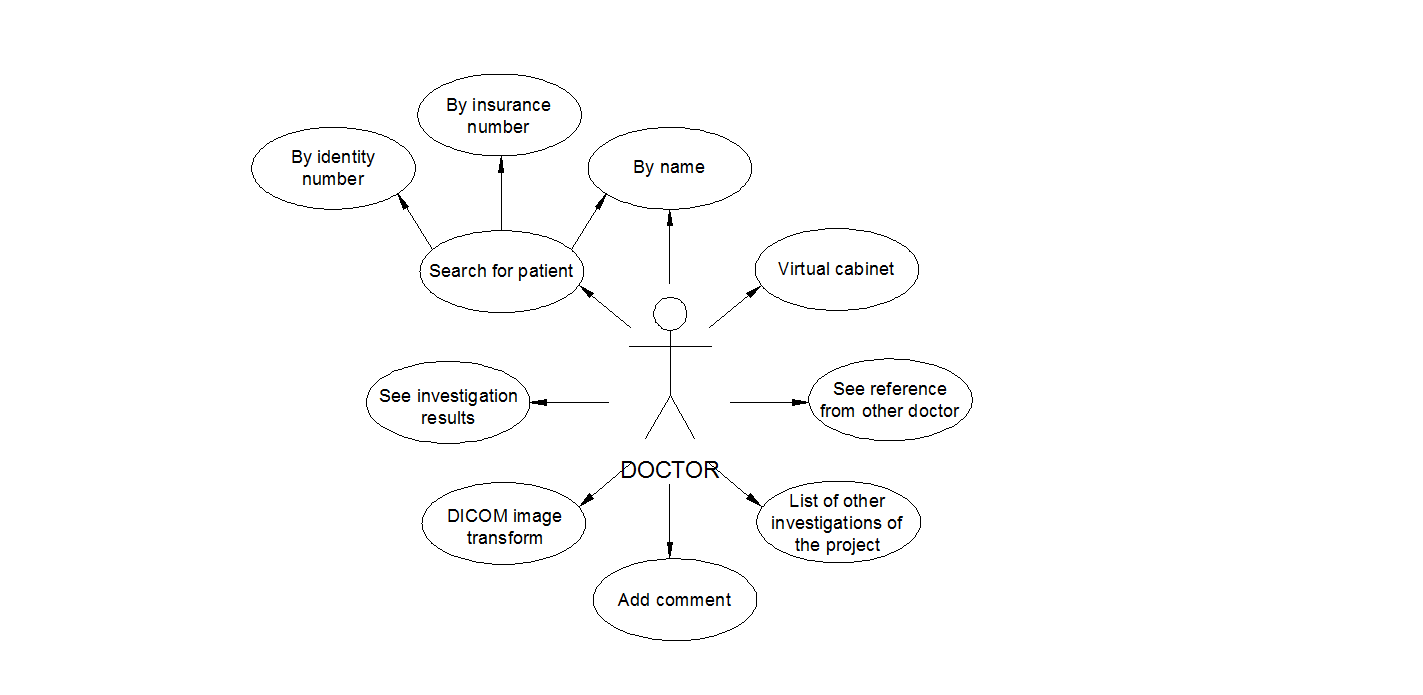 By insurance
number
By identity
number
By name
Search for patient
Virtual cabinet
See investigation
results
See reference
from other doctor
DOCTOR
DICOM image
transform
List of other
investigations of
the project
Add comment